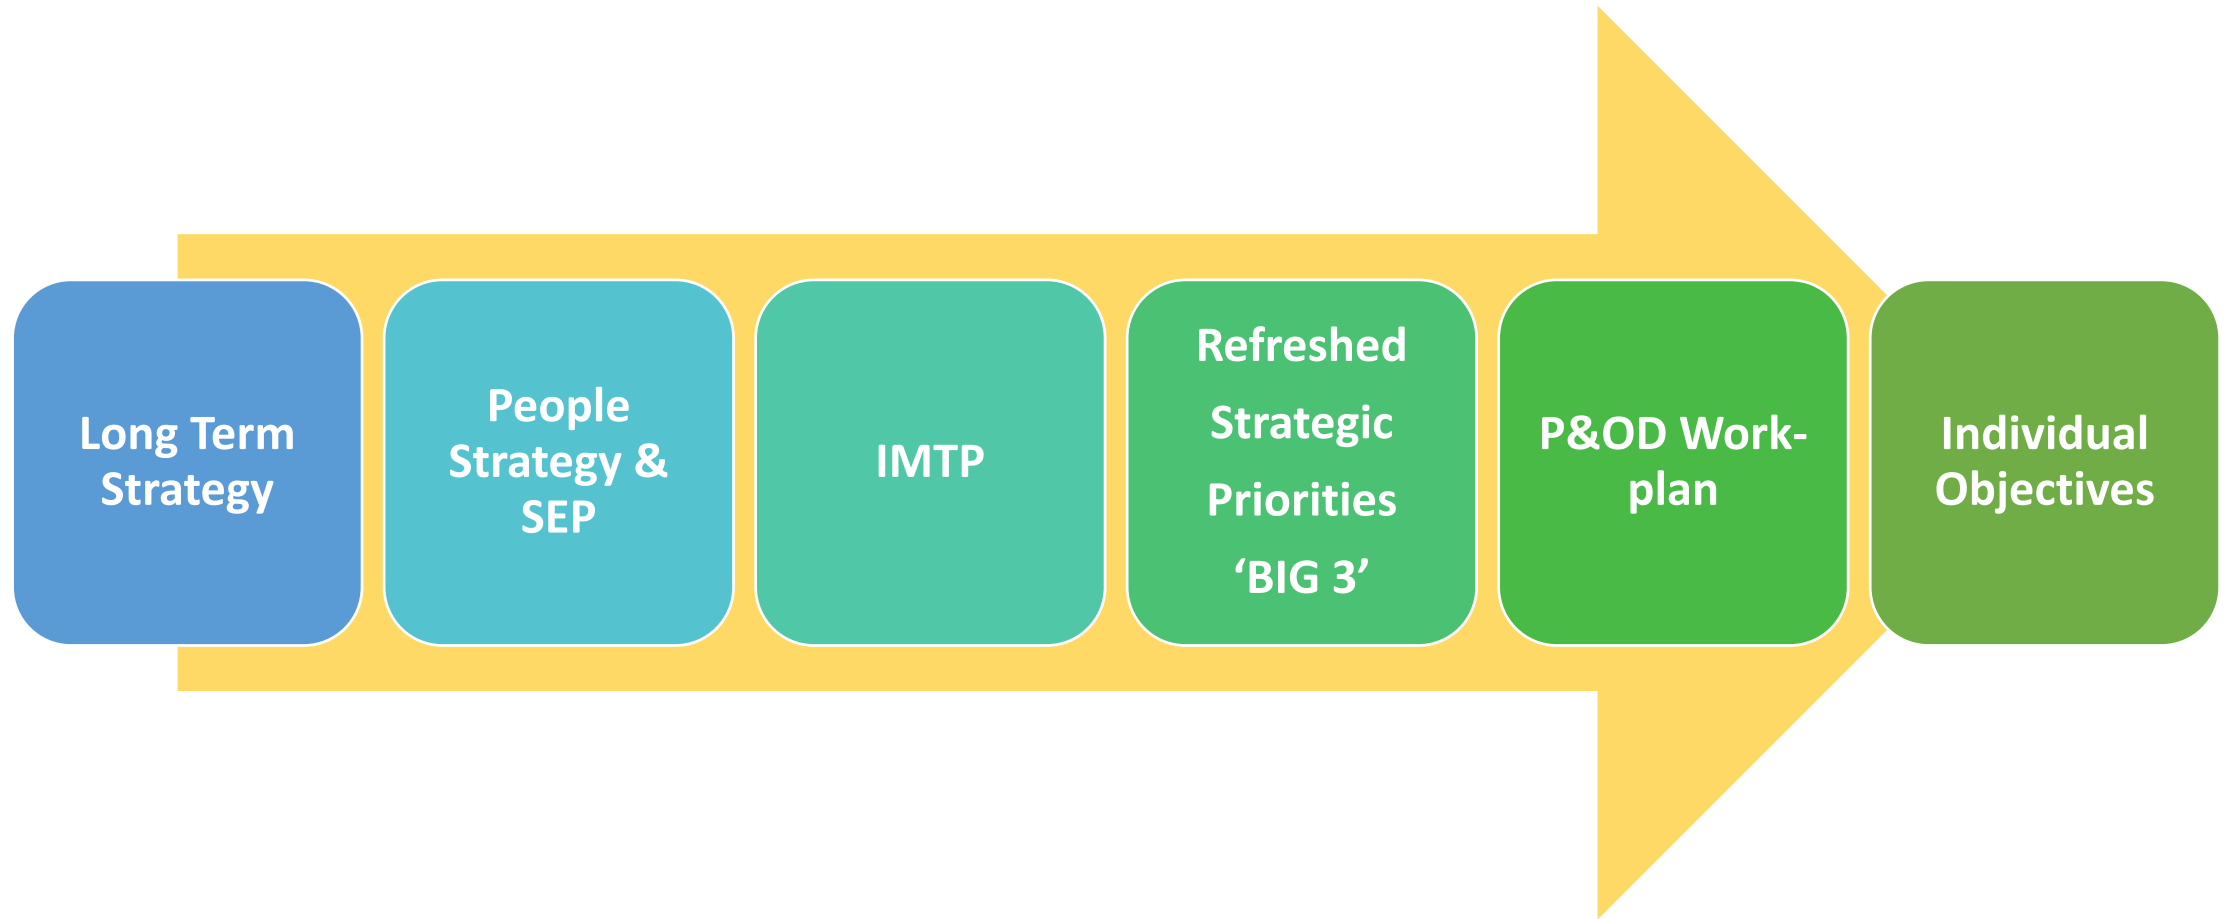 Long Term
Strategy
People
Strategy &
SEP
IMTP
Refreshed
Strategic
Priorities
‘BIG 3’
P&OD Work-
plan
Individual
Objectives